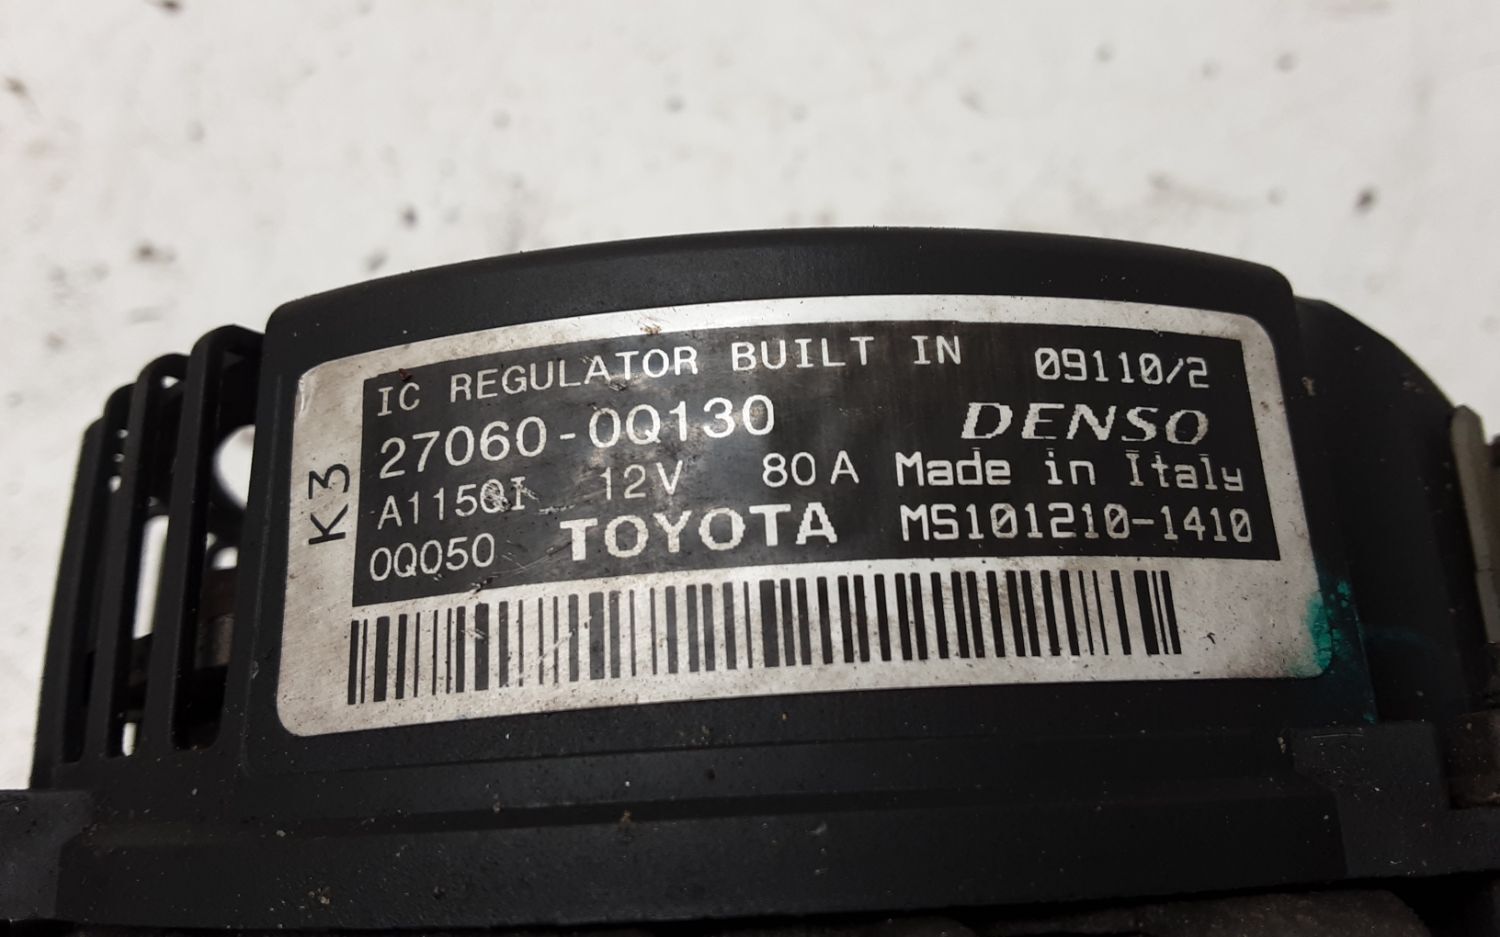 IC REGULATOR BUILT IN 09110/2
27060-0Q130 DENSO
A115QI 12V 80A Made in Italy
0Q050 TOYOTA MS101210-1410
K3